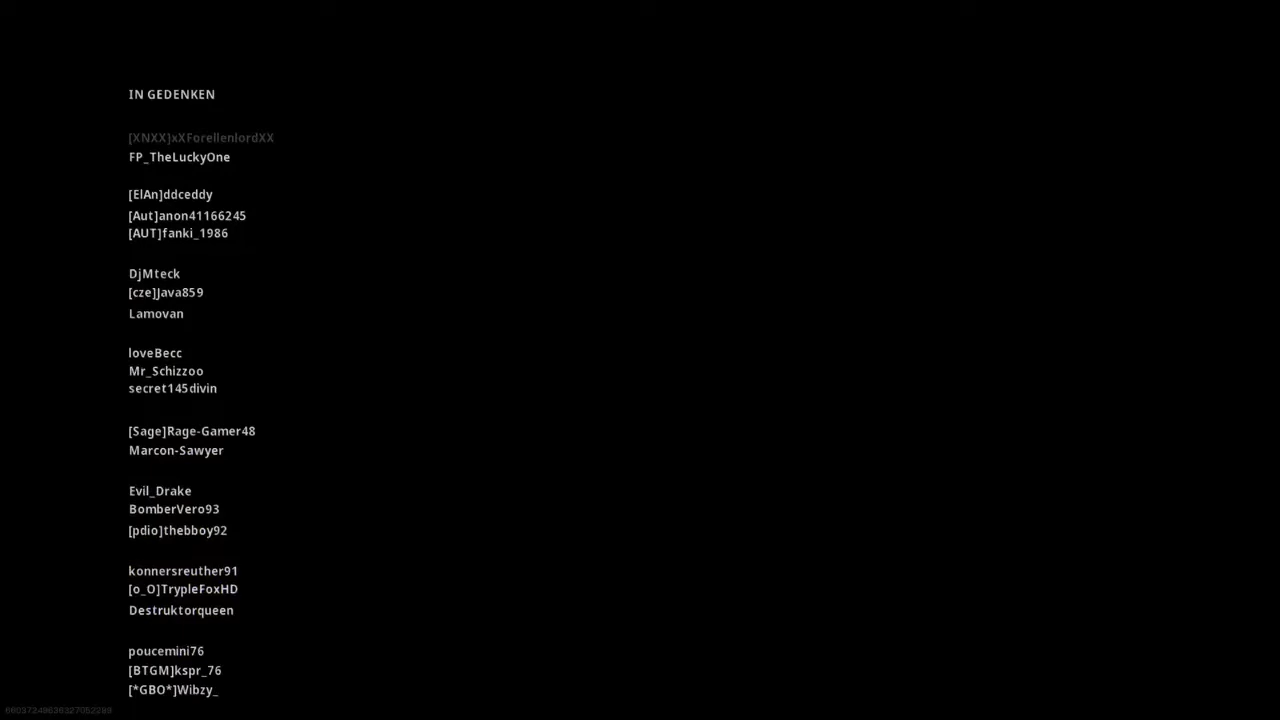 IN GEDENKEN
[XNXX]xXForellenlordXX
FP_TheLuckyOne
[ElAn]ddceddy
[Aut]anon41166245
[AUT]fanki_1986
DjMteck
[cze]Java859
Lamovan
loveBecc
Mr_Schizzoo
secret145divin
[Sage]Rage-Gamer48
Marcon-Sawyer
Evil_Drake
BomberVero93
[pdio]thebboy92
konnersreuther91
[o_O]TrypleFoxHD
Destruktorqueen
poucemini76
[BTGM]kspr_76
[*GBO*]Wibzy_